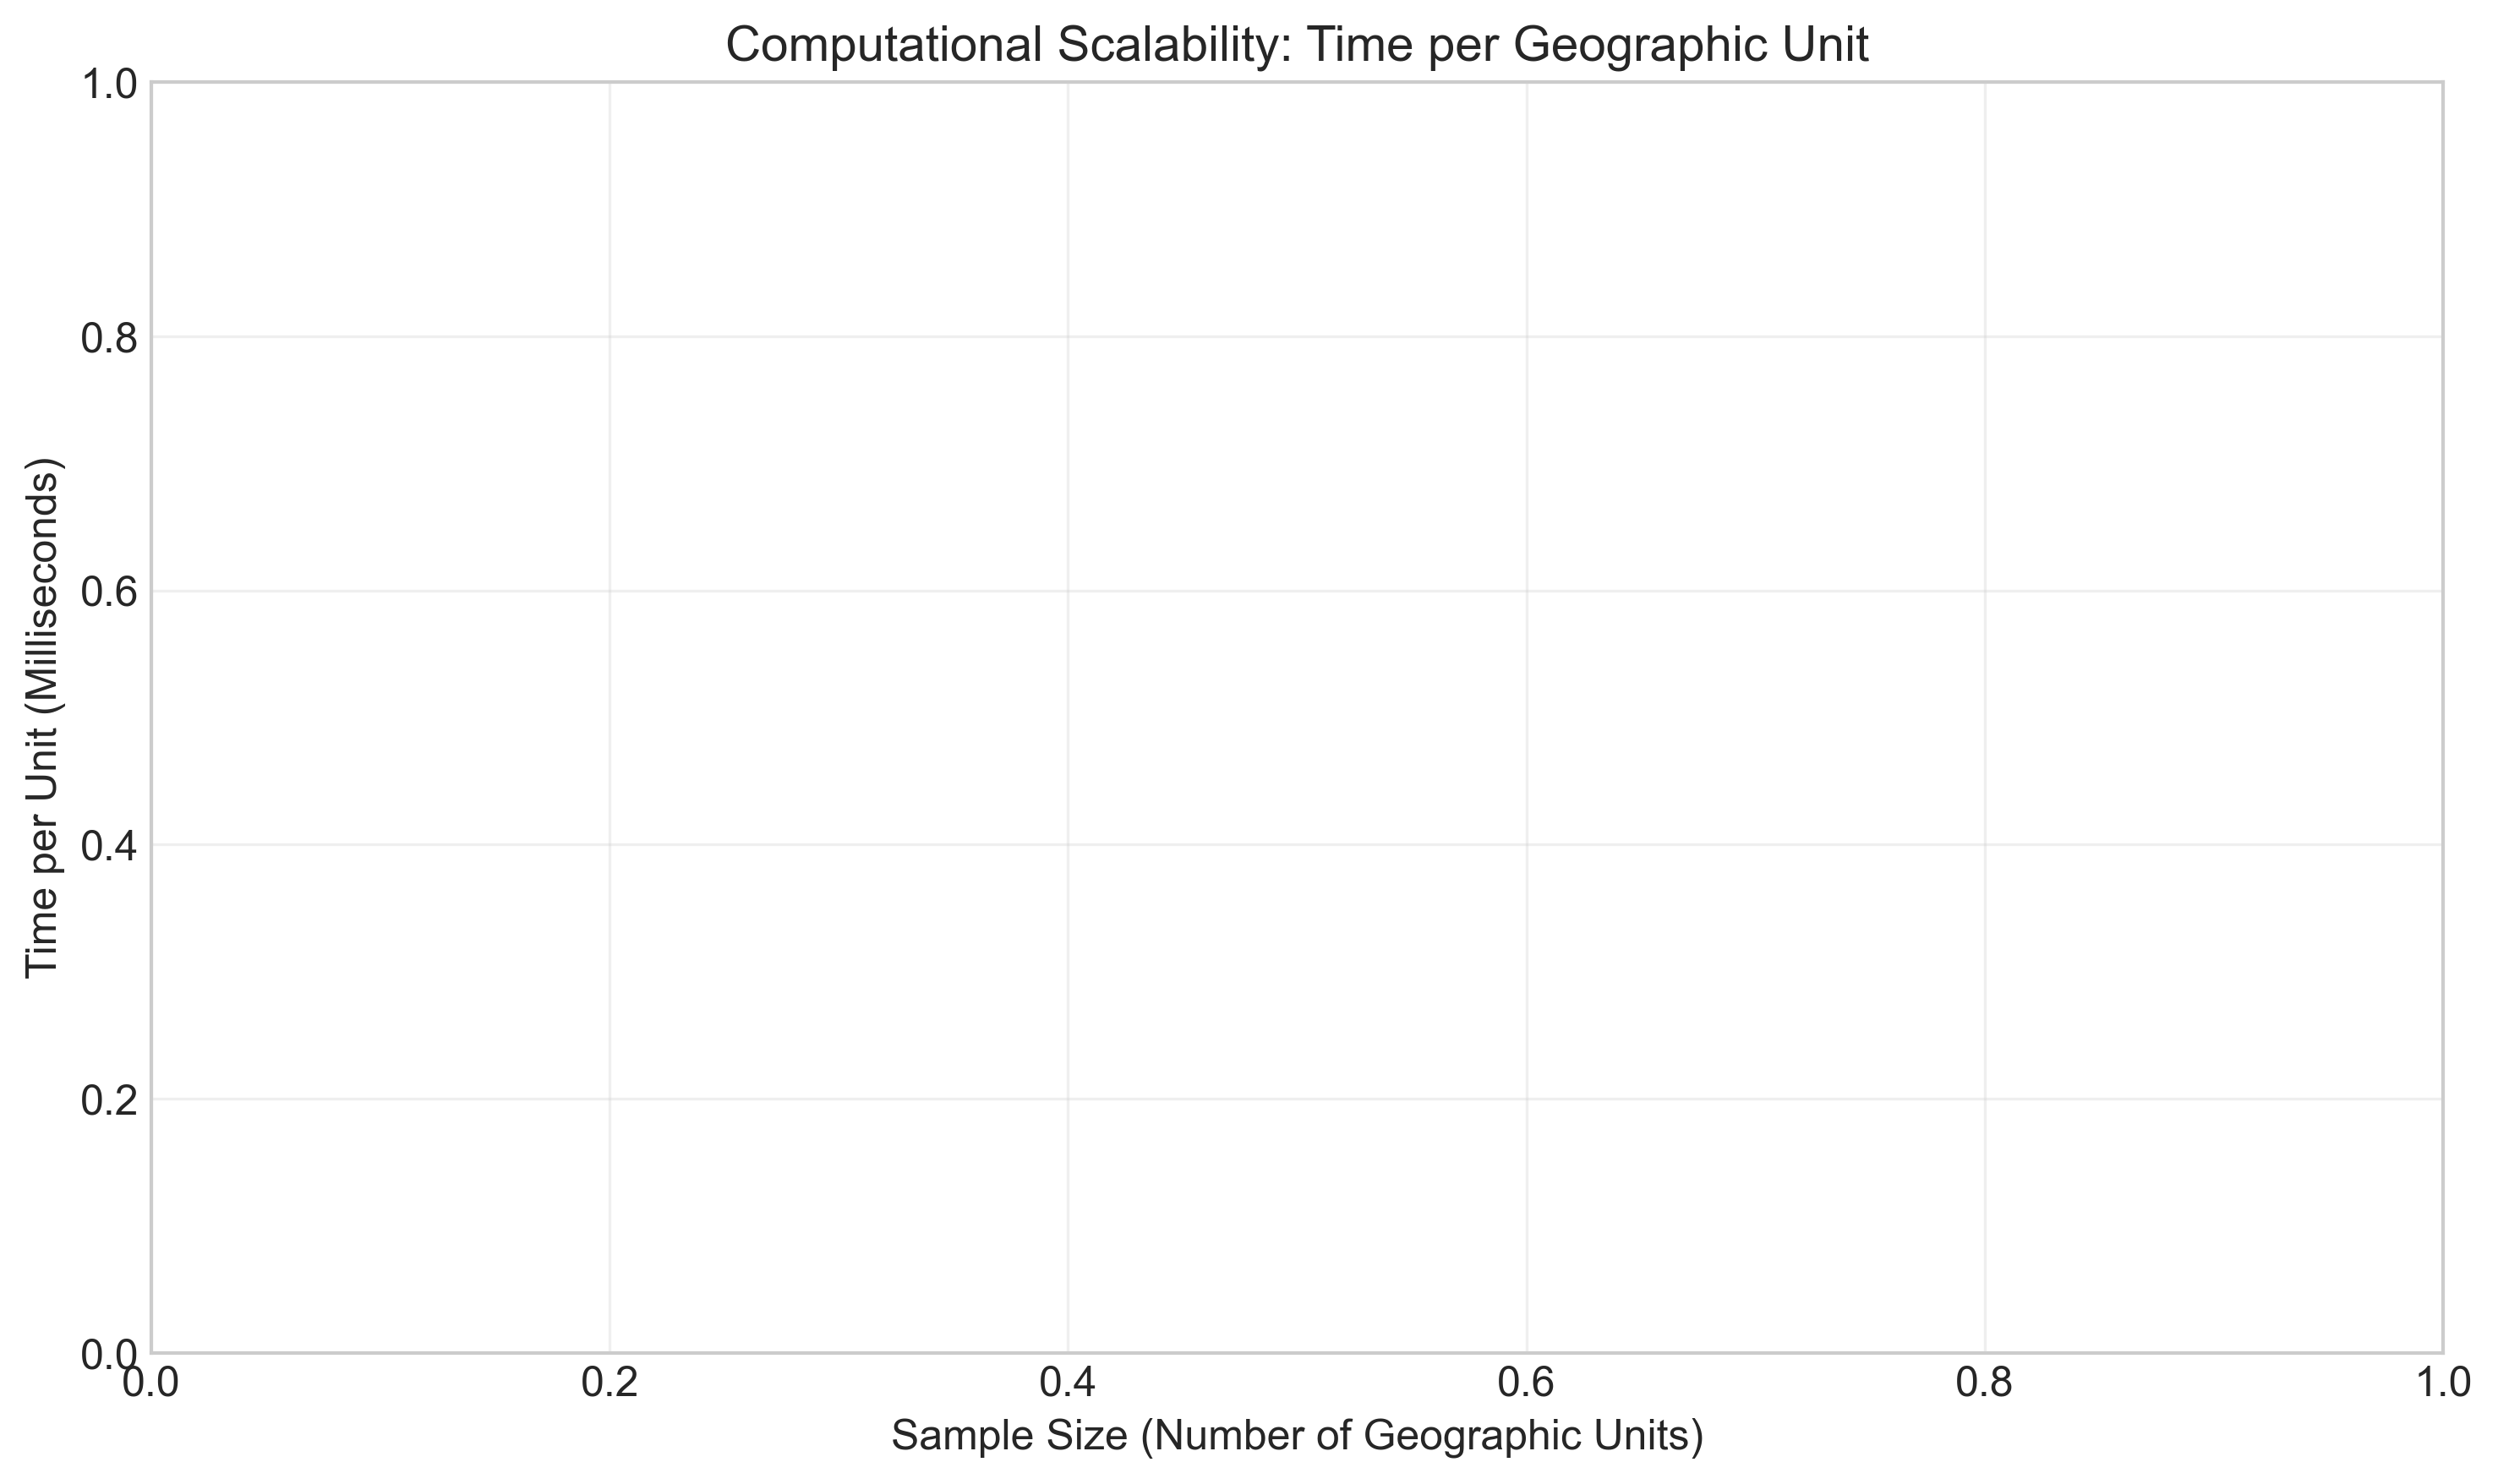 Computational Scalability: Time per Geographic Unit
Time per Unit (Milliseconds)
1.0
0.8
0.6
0.4
0.2
0.0
0.0 0.2 0.4 0.6 0.8 1.0
Sample Size (Number of Geographic Units)